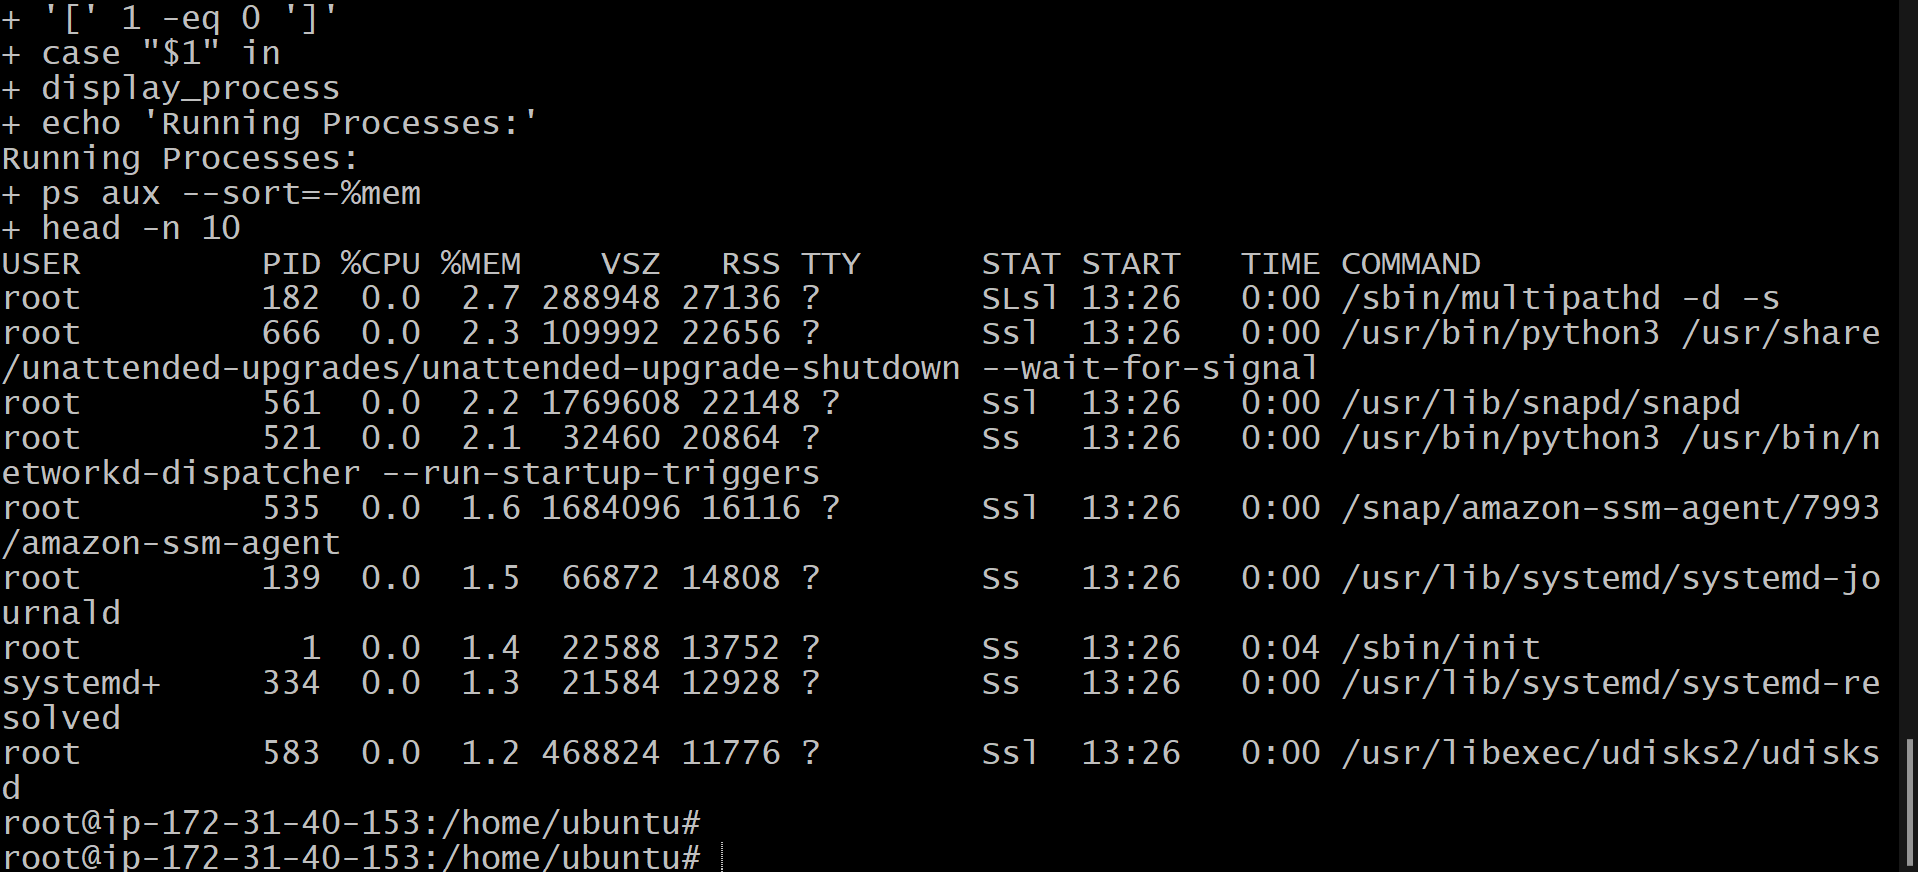 + '[' 1 -eq 0 ']'
+ case "$1" in
+ display_process
+ echo 'Running Processes:'
Running Processes:
+ ps aux --sort=-%mem
+ head -n 10
USER         PID %CPU %MEM    VSZ   RSS TTY      STAT START   TIME COMMAND
root         182  0.0  2.7 288948 27136 ?        SLsl 13:26   0:00 /sbin/multipathd -d -s
root         666  0.0  2.3 109992 22656 ?        Ssl  13:26   0:00 /usr/bin/python3 /usr/share
/unattended-upgrades/unattended-upgrade-shutdown --wait-for-signal
root         561  0.0  2.2 1769608 22148 ?       Ssl  13:26   0:00 /usr/lib/snapd/snapd
root         521  0.0  2.1  32460 20864 ?        Ss   13:26   0:00 /usr/bin/python3 /usr/bin/n
etworkd-dispatcher --run-startup-triggers
root         535  0.0  1.6 1684096 16116 ?       Ssl  13:26   0:00 /snap/amazon-ssm-agent/7993
/amazon-ssm-agent
root         139  0.0  1.5  66872 14808 ?        Ss   13:26   0:00 /usr/lib/systemd/systemd-jo
urnald
root           1  0.0  1.4  22588 13752 ?        Ss   13:26   0:04 /sbin/init
systemd+     334  0.0  1.3  21584 12928 ?        Ss   13:26   0:00 /usr/lib/systemd/systemd-re
solved
root         583  0.0  1.2 468824 11776 ?        Ssl  13:26   0:00 /usr/libexec/udisks2/udisks
d
root@ip-172-31-40-153:/home/ubuntu#
root@ip-172-31-40-153:/home/ubuntu#